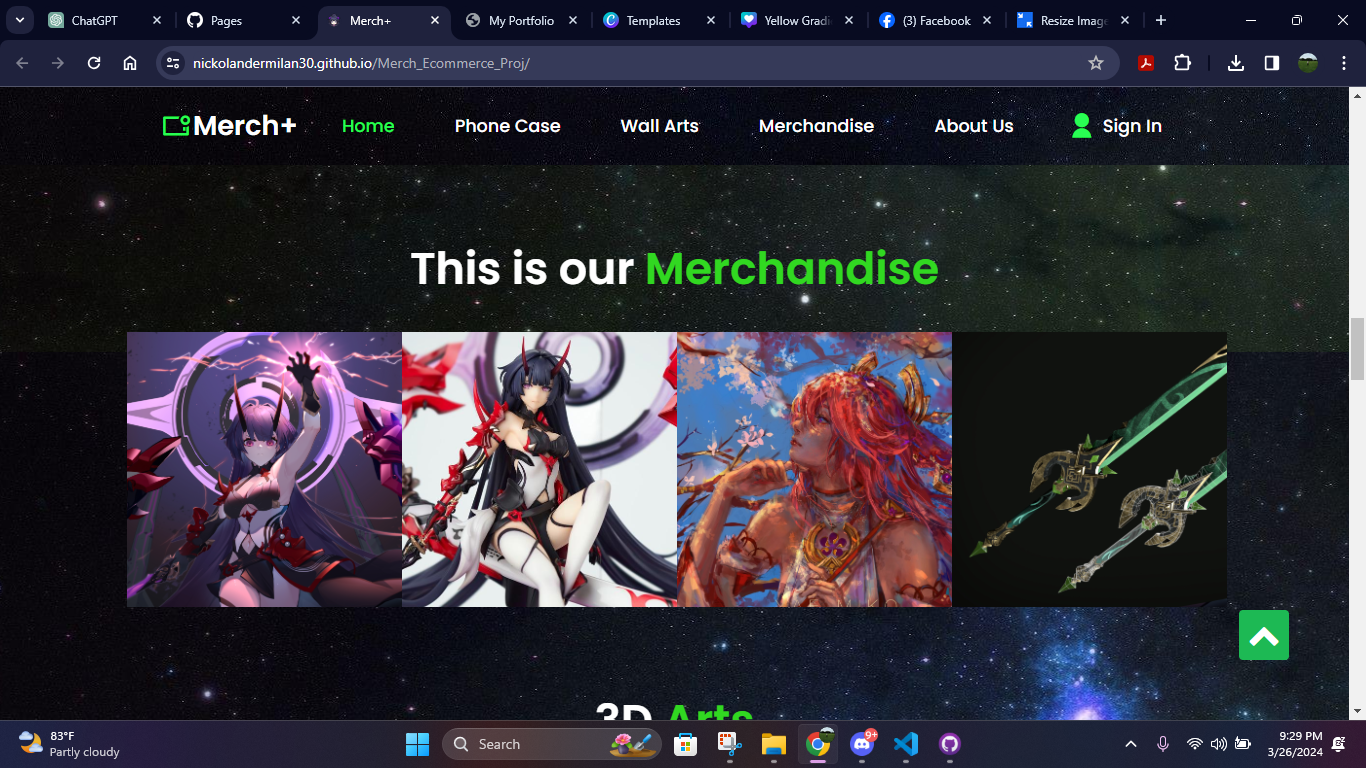 ChatGPT
Pages
Merch+
My Portfolio
Templates
Yellow Gradi
(3) Facebook
Resize Image
nickolandermilan30.github.io/Merch_Ecommerce_Proj/
Merch+ Home Phone Case Wall Arts Merchandise About Us Sign In
This is our Merchandise
3D Arts
83°F
Partly cloudy
Search
9+
9:29 PM
3/26/2024